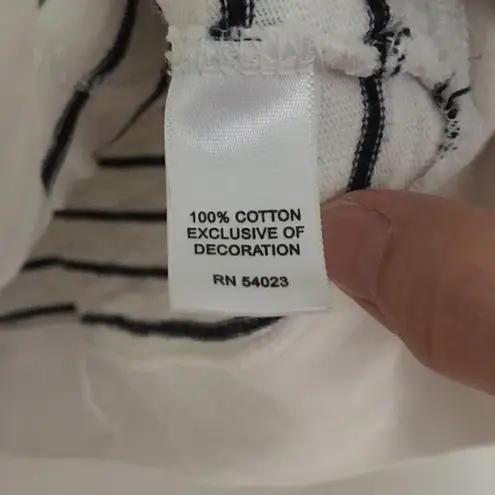 100% COTTON
EXCLUSIVE OF
DECORATION
RN 54023